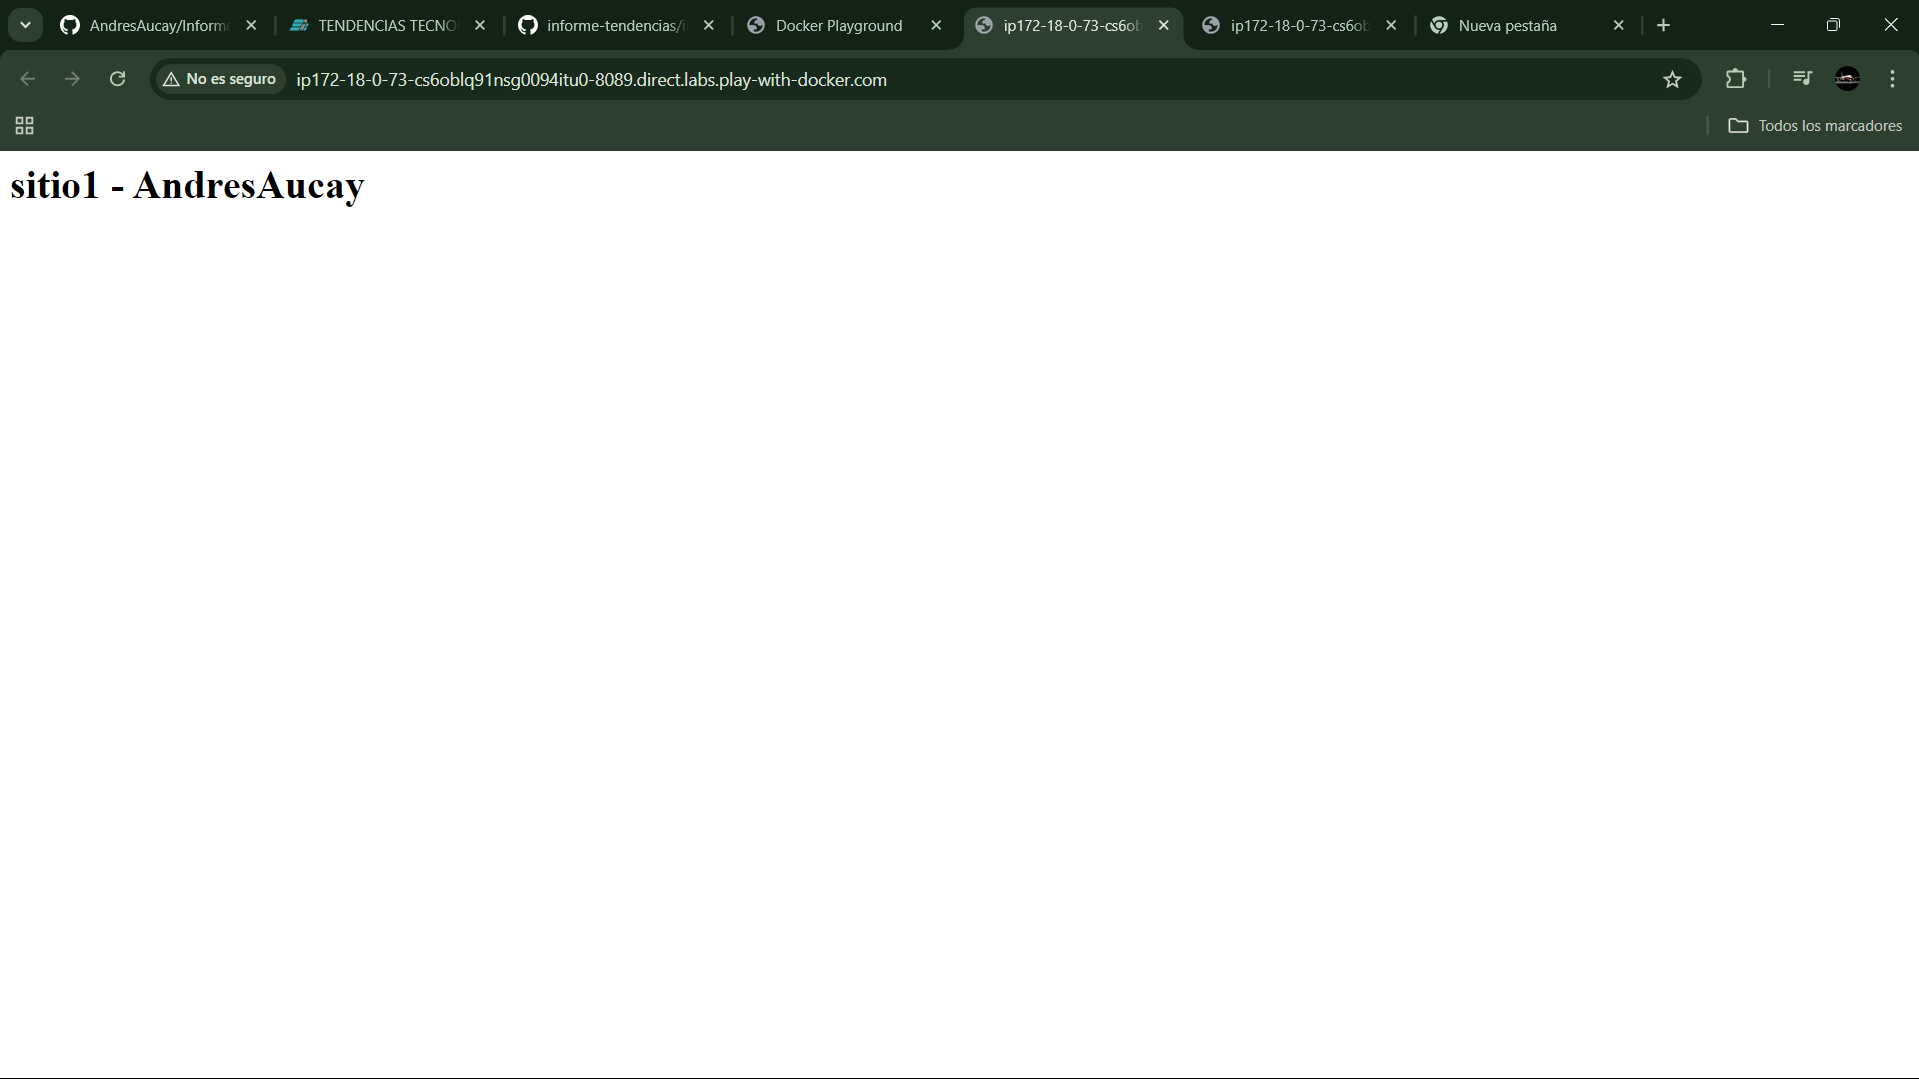 AndresAucay/Informe
TENDENCIAS TECNO
informe-tendencias/i
Docker Playground
ip172-18-0-73-cs6ob
ip172-18-0-73-cs6ob
Nueva pestaña
No es seguro
ip172-18-0-73-cs6oblq91nsg0094itu0-8089.direct.labs.play-with-docker.com
Todos los marcadores
sitio1 - AndresAucay